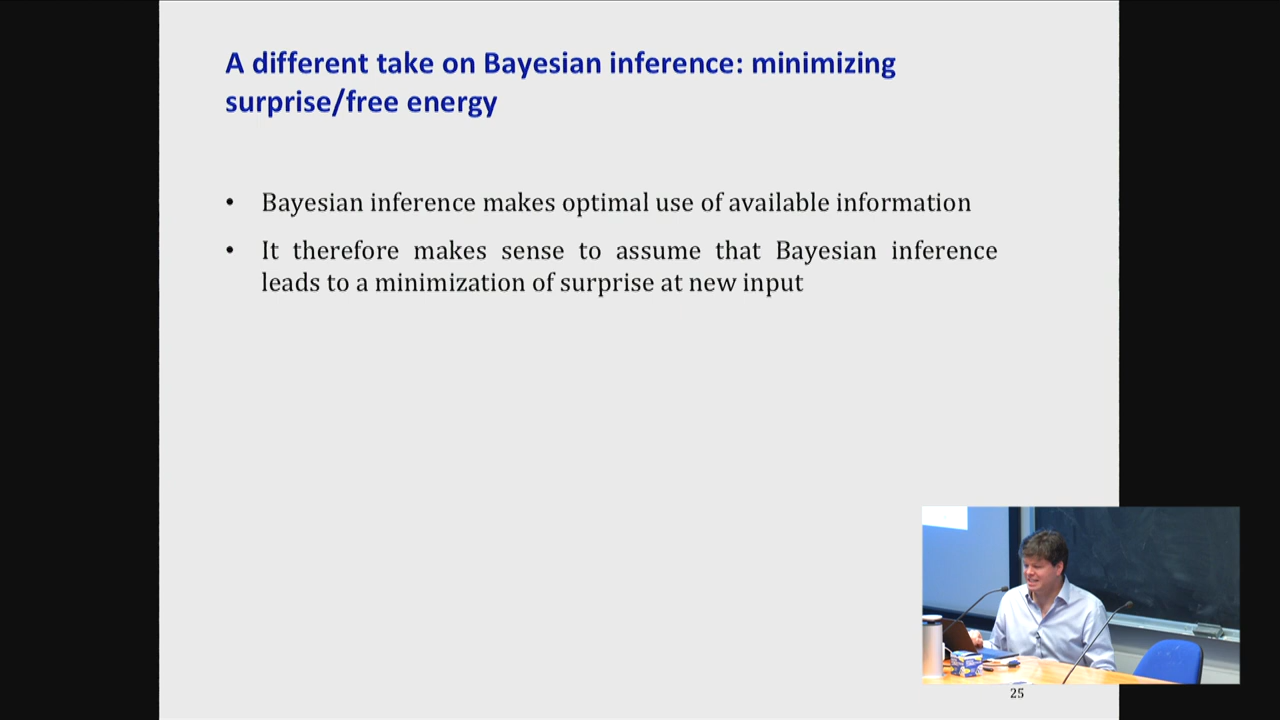 A different take on Bayesian inference: minimizing
surprise/free energy
• Bayesian inference makes optimal use of available information
• It therefore makes sense to assume that Bayesian inference
leads to a minimization of surprise at new input
25